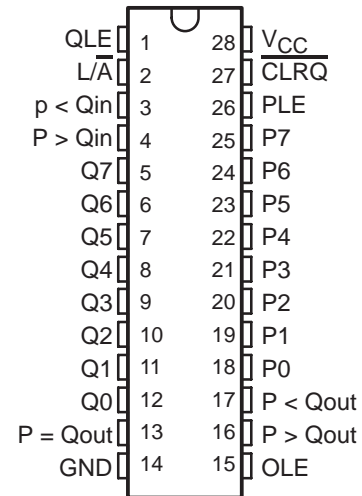 QLE 1 28 VCC
L/A̅ 2 27 C̅L̅R̅Q̅
p < Qin 3 26 PLE
P > Qin 4 25 P7
Q7 5 24 P6
Q6 6 23 P5
Q5 7 22 P4
Q4 8 21 P3
Q3 9 20 P2
Q2 10 19 P1
Q1 11 18 P0
Q0 12 17 P < Qout
P = Qout 13 16 P > Qout
GND 14 15 OLE